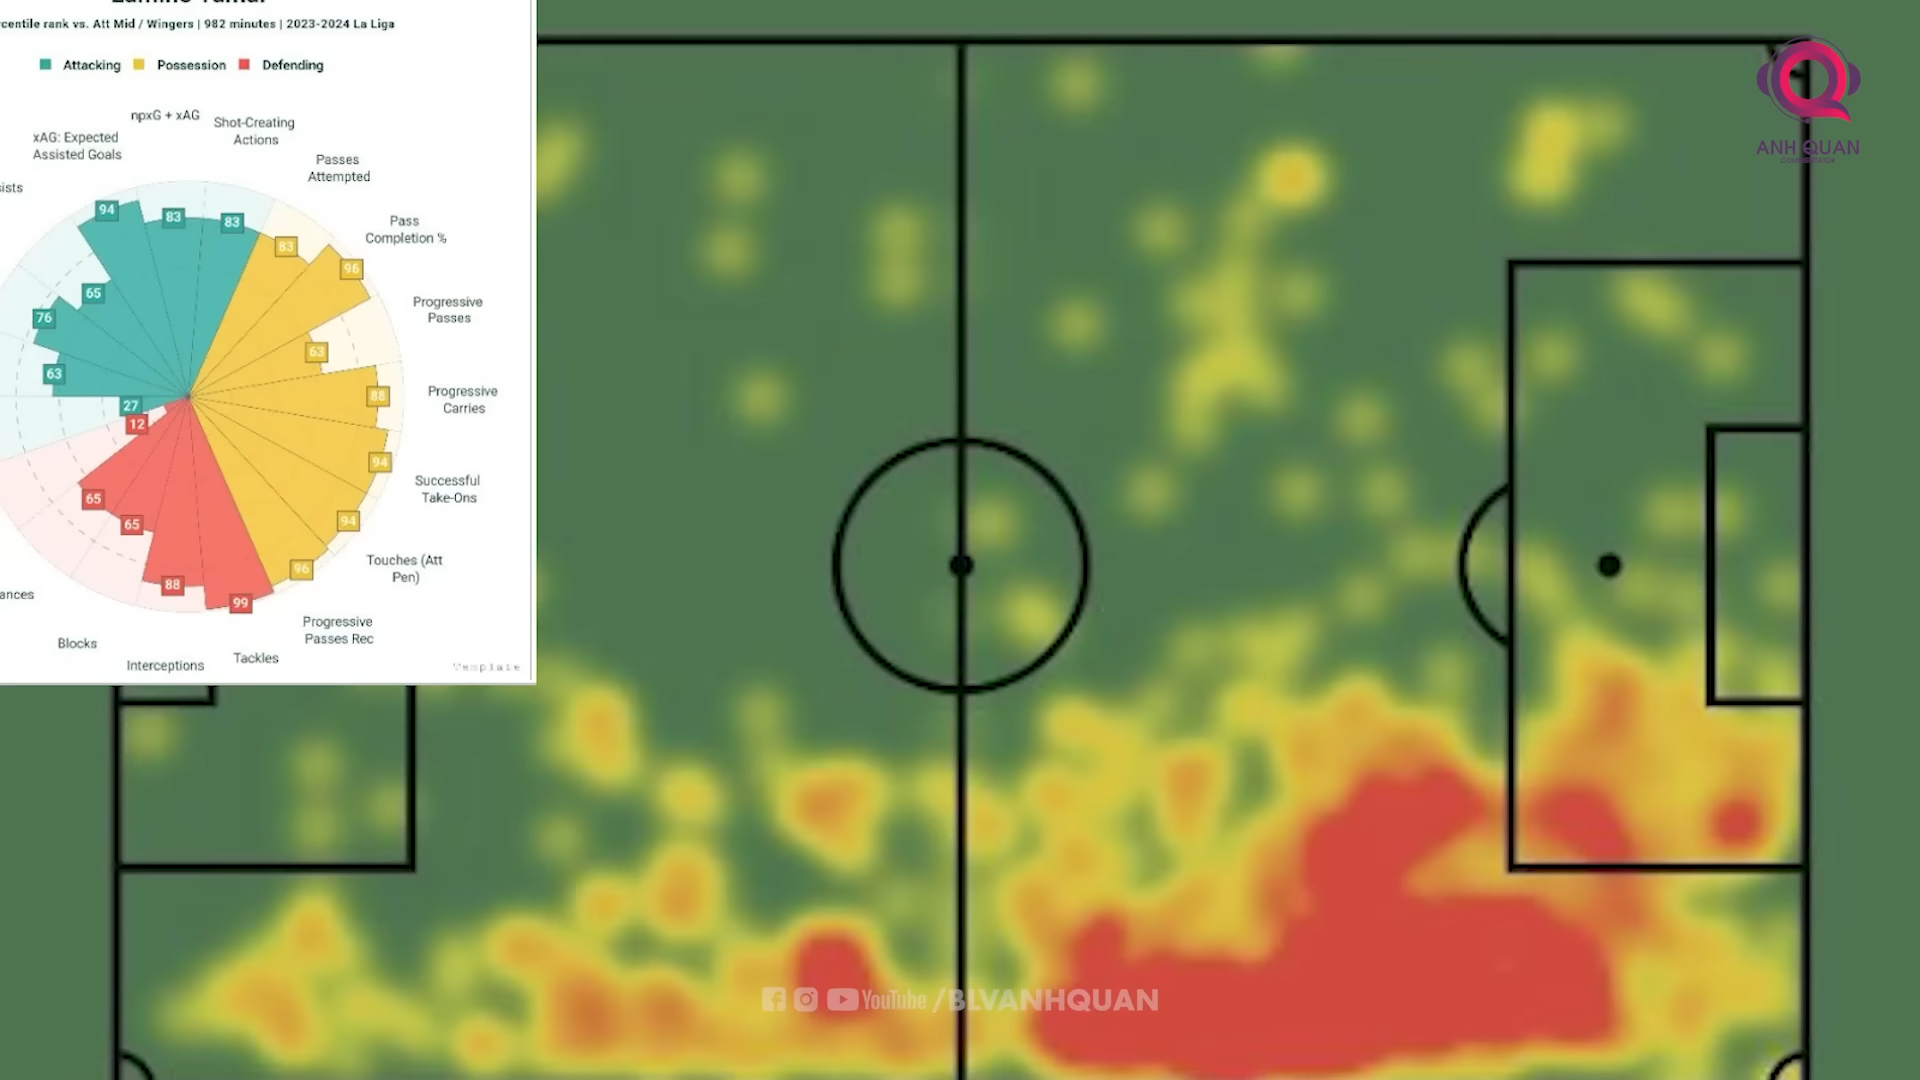 centile rank vs. Att Mid / Wingers | 982 minutes | 2023-2024 La Liga
Attacking Possession Defending
npxG + xAG
Shot-Creating
Actions
xAG: Expected
Assisted Goals
Passes
Attempted
sists
Pass
Completion %
94
83
83
83
96
65
76
63
Progressive
Passes
63
27
12
88
Progressive
Carries
94
65
65
94
Successful
Take-Ons
96
88
99
Touches (Att
Pen)
ances
Progressive
Passes Rec
Blocks
Interceptions
Tackles
Template
ANH QUAN
YouTube /BLVANHQUAN